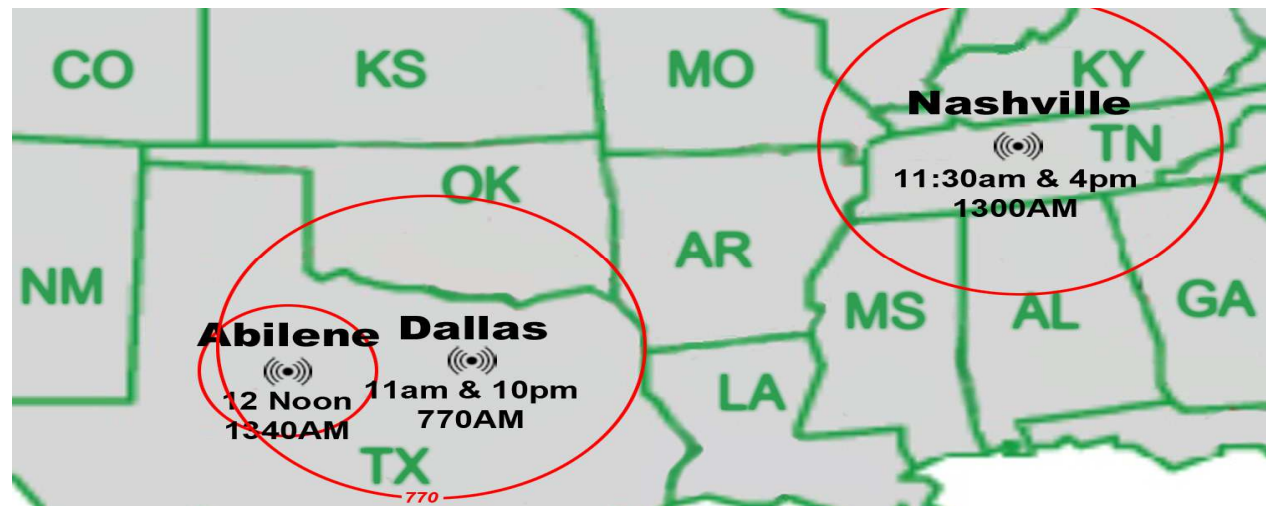 CO
KS
MO
KY
Nashville
TN
11:30am & 4pm
1300AM
OK
AR
NM
MS
AL
GA
Abilene
12 Noon
1340AM
Dallas
11am & 10pm
770AM
LA
TX
770